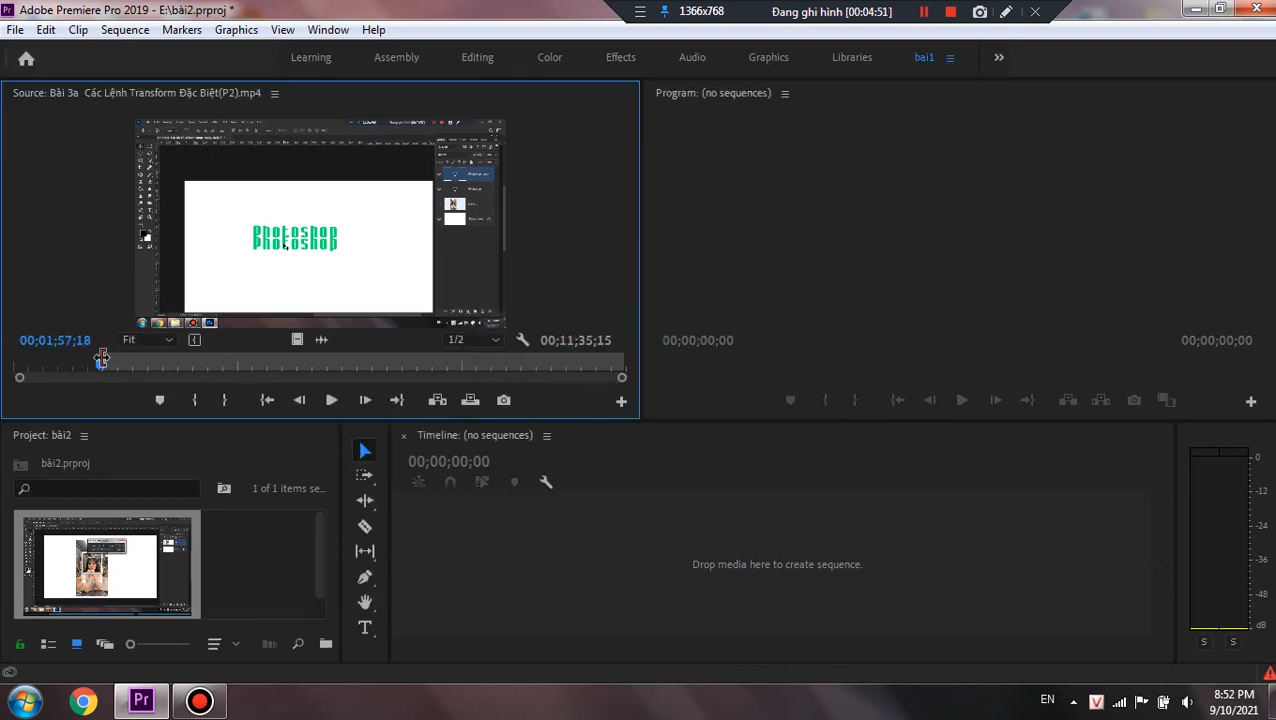 Adobe Premiere Pro 2019 - E:\bài2.prproj *
1366x768
Đang ghi hình [00:04:51]
File Edit Clip Sequence Markers Graphics View Window Help
Learning Assembly Editing Color Effects Audio Graphics Libraries bai1
Source: Bài 3a  Các Lệnh Transform Đặc Biệt(P2).mp4
Program: (no sequences)
Photoshop
Photoshop
00;01;57;18
Fit
1/2
00;11;35;15
00;00;00;00
00;00;00;00
Project: bài2
Timeline: (no sequences)
bài2.prproj
00;00;00;00
1 of 1 items se...
Drop media here to create sequence.
0
-12
-24
-36
-48
dB
S S
Pr
EN
V
8:52 PM
9/10/2021